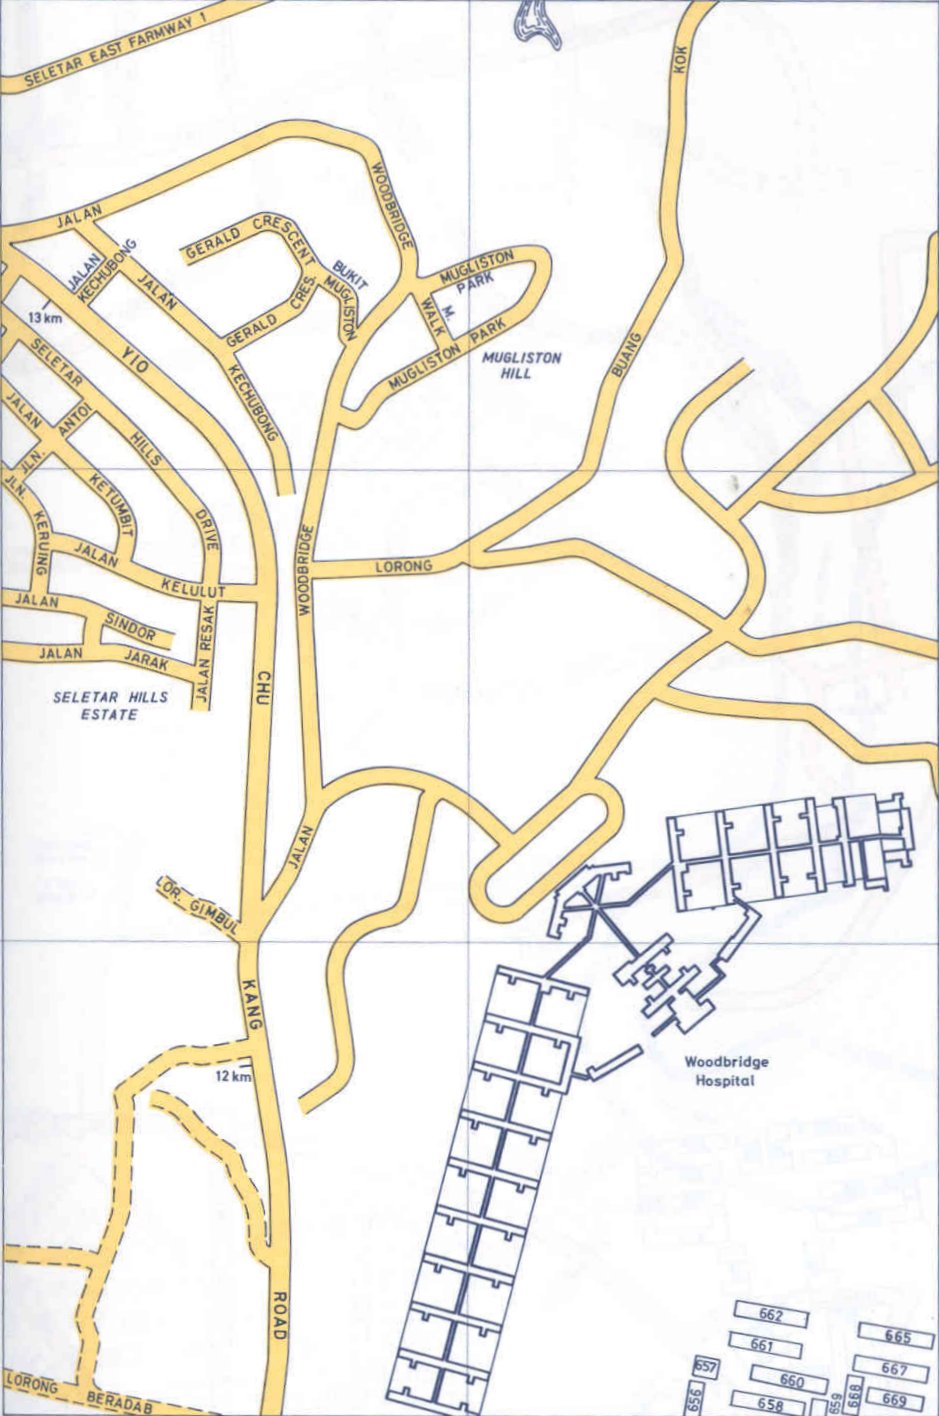 SELETAR EAST FARMWAY 1
KOK
JALAN
WOODBRIDGE
GERALD CRESCENT
JALAN
KECHUBONG
JALAN
BUKIT
MUGLISTON
MUGLISTON
PARK
13 km
GERALD CRES.
WALK
M.
MUGLISTON PARK
YIO
BUANG
SELETAR
MUGLISTON
HILL
KECHUBONG
JALAN
ANTOI
JLN.
HILLS
KETUMBIT
JLN.
KERUING
DRIVE
WOODBRIDGE
JALAN
LORONG
KELULUT
JALAN
SINDOR
JALAN
JARAK
JALAN RESAK
CHU
SELETAR HILLS
ESTATE
JALAN
LOR. GIMBUL
KANG
12 km
Woodbridge
Hospital
ROAD
662
661
665
657
660
667
656
658
659
668
669
LORONG
BERADAB